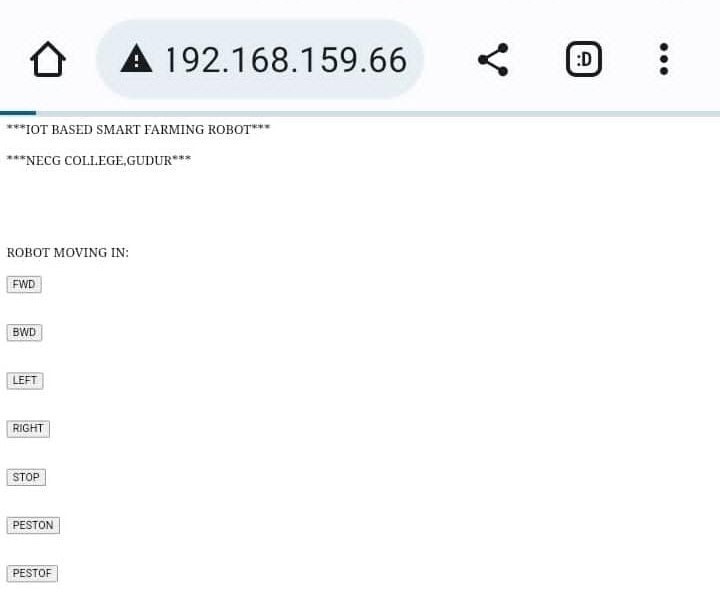 192.168.159.66
:D
***IOT BASED SMART FARMING ROBOT***
***NECG COLLEGE,GUDUR***
ROBOT MOVING IN:
FWD
BWD
LEFT
RIGHT
STOP
PESTON
PESTOF